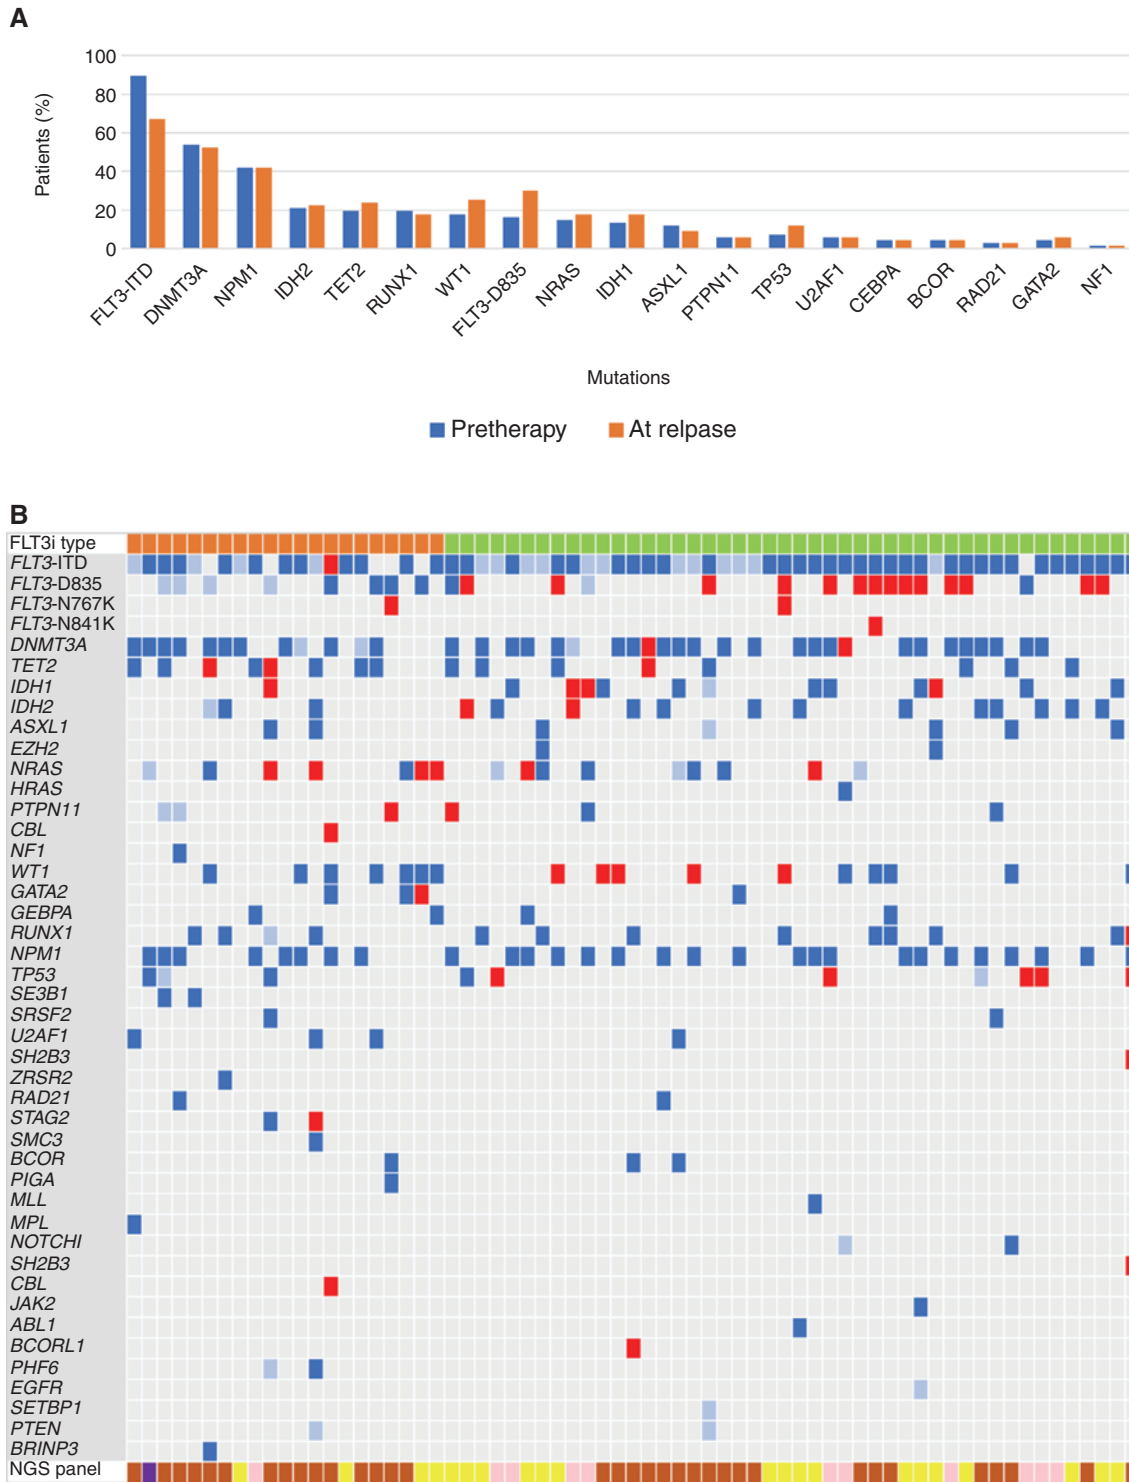 A
100
80
60
40
20
0
Patients (%)
FLT3-ITD
DNMT3A
NPM1
IDH2
TET2
RUNX1
WT1
FLT3-D835
NRAS
IDH1
ASXL1
PTPN11
TP53
U2AF1
CEBPA
BCOR
RAD21
GATA2
NF1
Mutations
Pretherapy At relpase
B
FLT3i type
FLT3-ITD
FLT3-D835
FLT3-N767K
FLT3-N841K
DNMT3A
TET2
IDH1
IDH2
ASXL1
EZH2
NRAS
HRAS
PTPN11
CBL
NF1
WT1
GATA2
GEBPA
RUNX1
NPM1
TP53
SE3B1
SRSF2
U2AF1
SH2B3
ZRSR2
RAD21
STAG2
SMC3
BCOR
PIGA
MLL
MPL
NOTCHI
SH2B3
CBL
JAK2
ABL1
BCORL1
PHF6
EGFR
SETBP1
PTEN
BRINP3
NGS panel